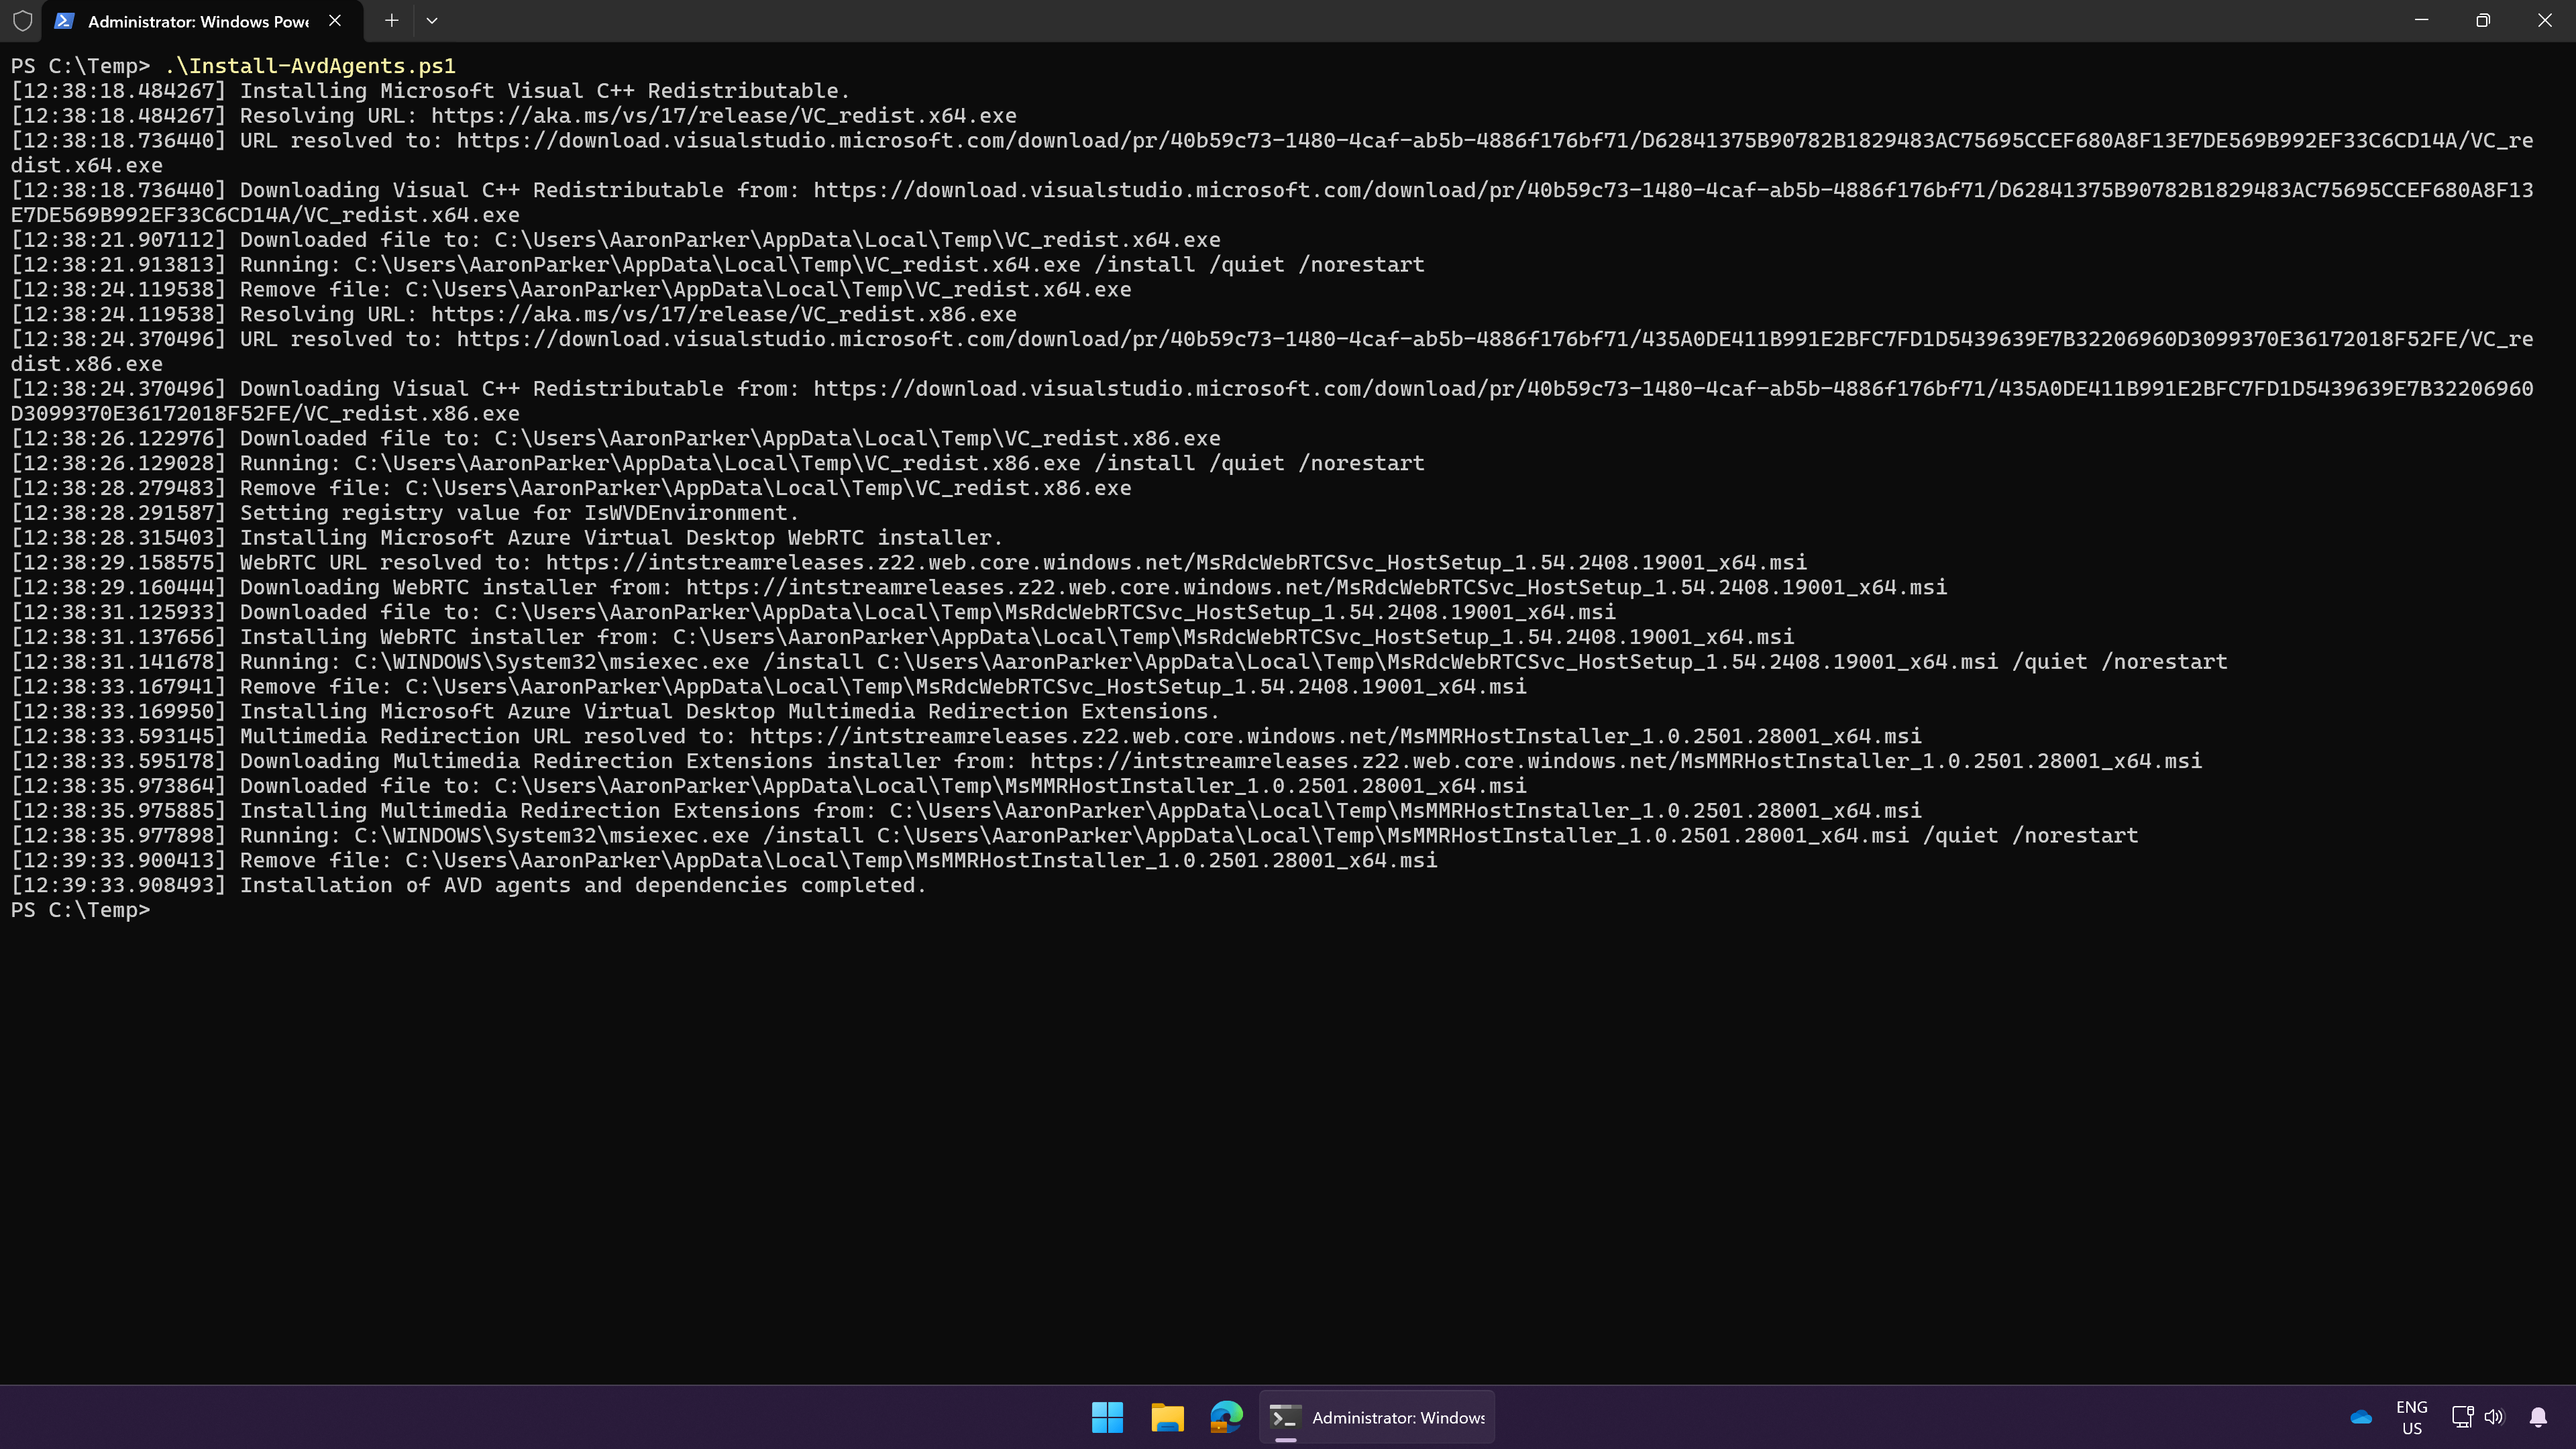 Administrator: Windows Powe
PS C:\Temp> .\Install-AvdAgents.ps1
[12:38:18.484267] Installing Microsoft Visual C++ Redistributable.
[12:38:18.484267] Resolving URL: https://aka.ms/vs/17/release/VC_redist.x64.exe
[12:38:18.736440] URL resolved to: https://download.visualstudio.microsoft.com/download/pr/40b59c73-1480-4caf-ab5b-4886f176bf71/D62841375B90782B1829483AC75695CCEF680A8F13E7DE569B992EF33C6CD14A/VC_re
dist.x64.exe
[12:38:18.736440] Downloading Visual C++ Redistributable from: https://download.visualstudio.microsoft.com/download/pr/40b59c73-1480-4caf-ab5b-4886f176bf71/D62841375B90782B1829483AC75695CCEF680A8F13
E7DE569B992EF33C6CD14A/VC_redist.x64.exe
[12:38:21.907112] Downloaded file to: C:\Users\AaronParker\AppData\Local\Temp\VC_redist.x64.exe
[12:38:21.913813] Running: C:\Users\AaronParker\AppData\Local\Temp\VC_redist.x64.exe /install /quiet /norestart
[12:38:24.119538] Remove file: C:\Users\AaronParker\AppData\Local\Temp\VC_redist.x64.exe
[12:38:24.119538] Resolving URL: https://aka.ms/vs/17/release/VC_redist.x86.exe
[12:38:24.370496] URL resolved to: https://download.visualstudio.microsoft.com/download/pr/40b59c73-1480-4caf-ab5b-4886f176bf71/435A0DE411B991E2BFC7FD1D5439639E7B32206960D3099370E36172018F52FE/VC_re
dist.x86.exe
[12:38:24.370496] Downloading Visual C++ Redistributable from: https://download.visualstudio.microsoft.com/download/pr/40b59c73-1480-4caf-ab5b-4886f176bf71/435A0DE411B991E2BFC7FD1D5439639E7B32206960
D3099370E36172018F52FE/VC_redist.x86.exe
[12:38:26.122976] Downloaded file to: C:\Users\AaronParker\AppData\Local\Temp\VC_redist.x86.exe
[12:38:26.129028] Running: C:\Users\AaronParker\AppData\Local\Temp\VC_redist.x86.exe /install /quiet /norestart
[12:38:28.279483] Remove file: C:\Users\AaronParker\AppData\Local\Temp\VC_redist.x86.exe
[12:38:28.291587] Setting registry value for IsWVDEnvironment.
[12:38:28.315403] Installing Microsoft Azure Virtual Desktop WebRTC installer.
[12:38:29.158575] WebRTC URL resolved to: https://intstreamreleases.z22.web.core.windows.net/MsRdcWebRTCSvc_HostSetup_1.54.2408.19001_x64.msi
[12:38:29.160444] Downloading WebRTC installer from: https://intstreamreleases.z22.web.core.windows.net/MsRdcWebRTCSvc_HostSetup_1.54.2408.19001_x64.msi
[12:38:31.125933] Downloaded file to: C:\Users\AaronParker\AppData\Local\Temp\MsRdcWebRTCSvc_HostSetup_1.54.2408.19001_x64.msi
[12:38:31.137656] Installing WebRTC installer from: C:\Users\AaronParker\AppData\Local\Temp\MsRdcWebRTCSvc_HostSetup_1.54.2408.19001_x64.msi
[12:38:31.141678] Running: C:\WINDOWS\System32\msiexec.exe /install C:\Users\AaronParker\AppData\Local\Temp\MsRdcWebRTCSvc_HostSetup_1.54.2408.19001_x64.msi /quiet /norestart
[12:38:33.167941] Remove file: C:\Users\AaronParker\AppData\Local\Temp\MsRdcWebRTCSvc_HostSetup_1.54.2408.19001_x64.msi
[12:38:33.169950] Installing Microsoft Azure Virtual Desktop Multimedia Redirection Extensions.
[12:38:33.593145] Multimedia Redirection URL resolved to: https://intstreamreleases.z22.web.core.windows.net/MsMMRHostInstaller_1.0.2501.28001_x64.msi
[12:38:33.595178] Downloading Multimedia Redirection Extensions installer from: https://intstreamreleases.z22.web.core.windows.net/MsMMRHostInstaller_1.0.2501.28001_x64.msi
[12:38:35.973864] Downloaded file to: C:\Users\AaronParker\AppData\Local\Temp\MsMMRHostInstaller_1.0.2501.28001_x64.msi
[12:38:35.975885] Installing Multimedia Redirection Extensions from: C:\Users\AaronParker\AppData\Local\Temp\MsMMRHostInstaller_1.0.2501.28001_x64.msi
[12:38:35.977898] Running: C:\WINDOWS\System32\msiexec.exe /install C:\Users\AaronParker\AppData\Local\Temp\MsMMRHostInstaller_1.0.2501.28001_x64.msi /quiet /norestart
[12:39:33.900413] Remove file: C:\Users\AaronParker\AppData\Local\Temp\MsMMRHostInstaller_1.0.2501.28001_x64.msi
[12:39:33.908493] Installation of AVD agents and dependencies completed.
PS C:\Temp>
Administrator: Windows
ENG
US